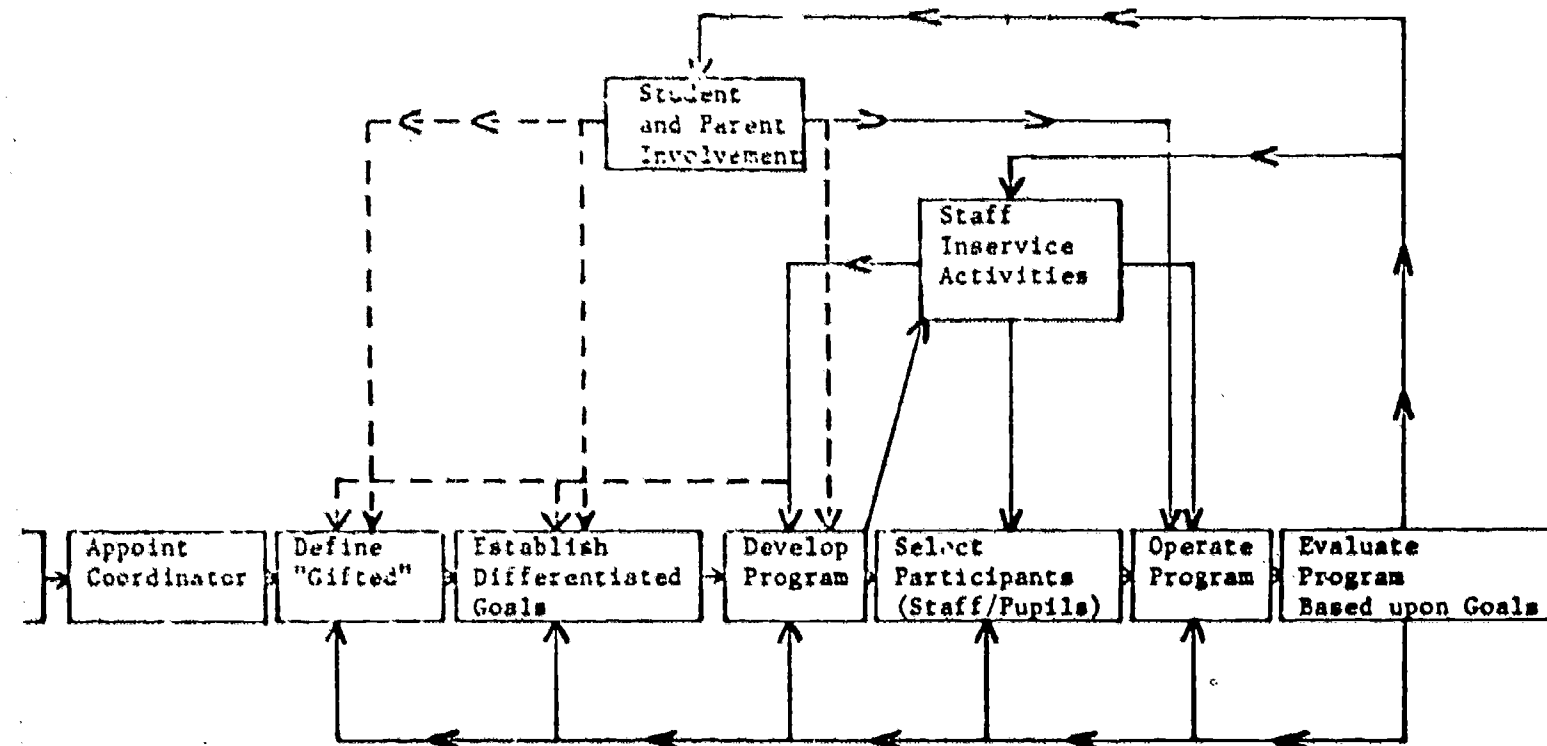 Student
and Parent
Involvement
Staff
Inservice
Activities
Appoint
Coordinator
Define
"Gifted"
Establish
Differentisted
Goals
Develop
Program
Select
Participants
(Staff/Pupils)
Operate
Program
Evaluate
Program
Based upon Goals